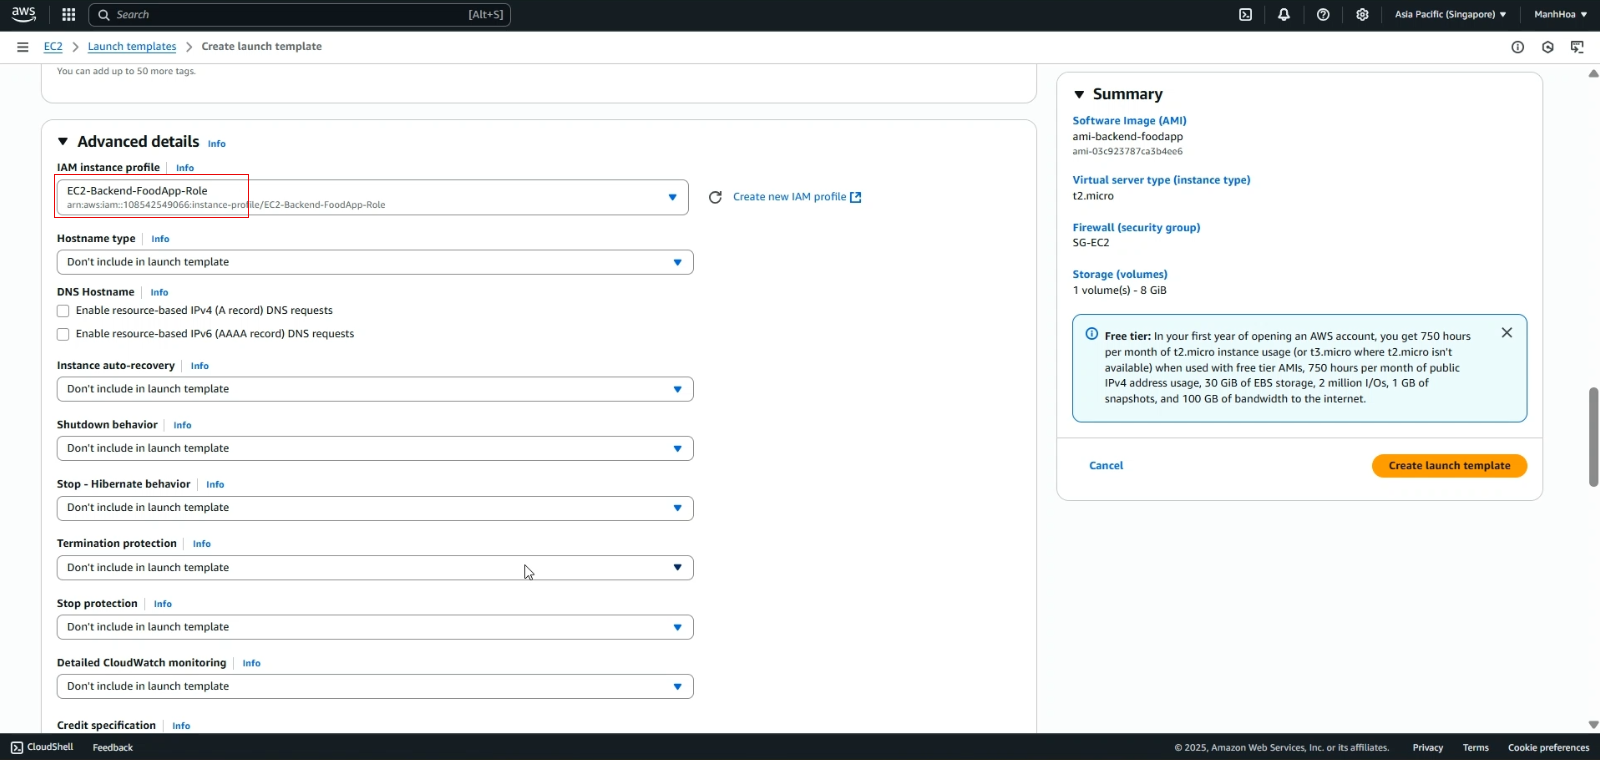 aws
Search
[Alt+S]
Asia Pacific (Singapore)
ManhHoa
EC2
Launch templates
Create launch template
You can add up to 50 more tags.
Advanced details Info
IAM instance profile Info
EC2-Backend-FoodApp-Role
arn:aws:iam::108542549066:instance-profile/EC2-Backend-FoodApp-Role
Create new IAM profile
Hostname type Info
Don't include in launch template
DNS Hostname Info
Enable resource-based IPv4 (A record) DNS requests
Enable resource-based IPv6 (AAAA record) DNS requests
Instance auto-recovery Info
Don't include in launch template
Shutdown behavior Info
Don't include in launch template
Stop - Hibernate behavior Info
Don't include in launch template
Termination protection Info
Don't include in launch template
Stop protection Info
Don't include in launch template
Detailed CloudWatch monitoring Info
Don't include in launch template
Credit specification Info
Summary
Software Image (AMI)
ami-backend-foodapp
ami-03c923787ca3b4ee6
Virtual server type (instance type)
t2.micro
Firewall (security group)
SG-EC2
Storage (volumes)
1 volume(s) - 8 GiB
Free tier: In your first year of opening an AWS account, you get 750 hours
per month of t2.micro instance usage (or t3.micro where t2.micro isn't
available) when used with free tier AMIs, 750 hours per month of public
IPv4 address usage, 30 GiB of EBS storage, 2 million I/Os, 1 GB of
snapshots, and 100 GB of bandwidth to the internet.
Cancel
Create launch template
CloudShell
Feedback
© 2025, Amazon Web Services, Inc. or its affiliates.
Privacy
Terms
Cookie preferences